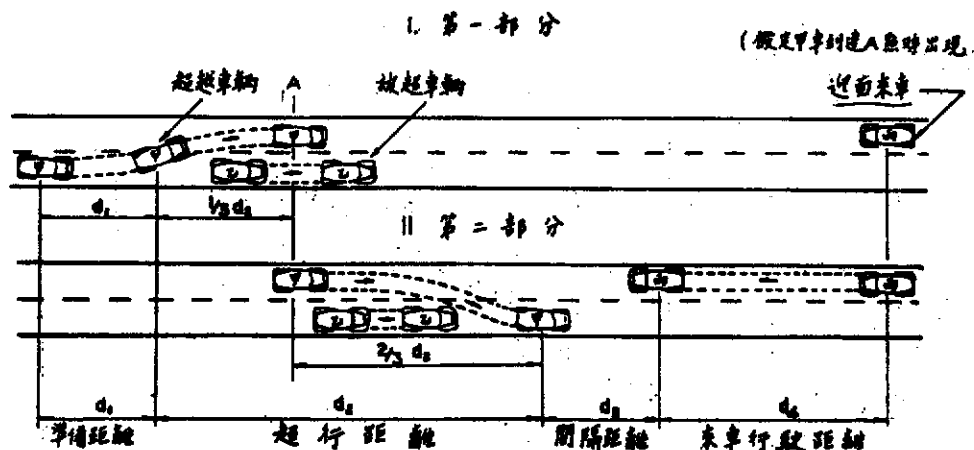 I. 第一部分
(假定甲車到達A點時出現
超越車輛
A
被超車輛
迎面來車
甲
甲
甲
丙
乙
乙
d₁
1/3 d₂
II 第二部分
甲
丙
丙
乙
乙
甲
2/3 d₂
d₁
d₂
d₃
d₄
準備距離
超行距離
間隔距離
來車行駛距離